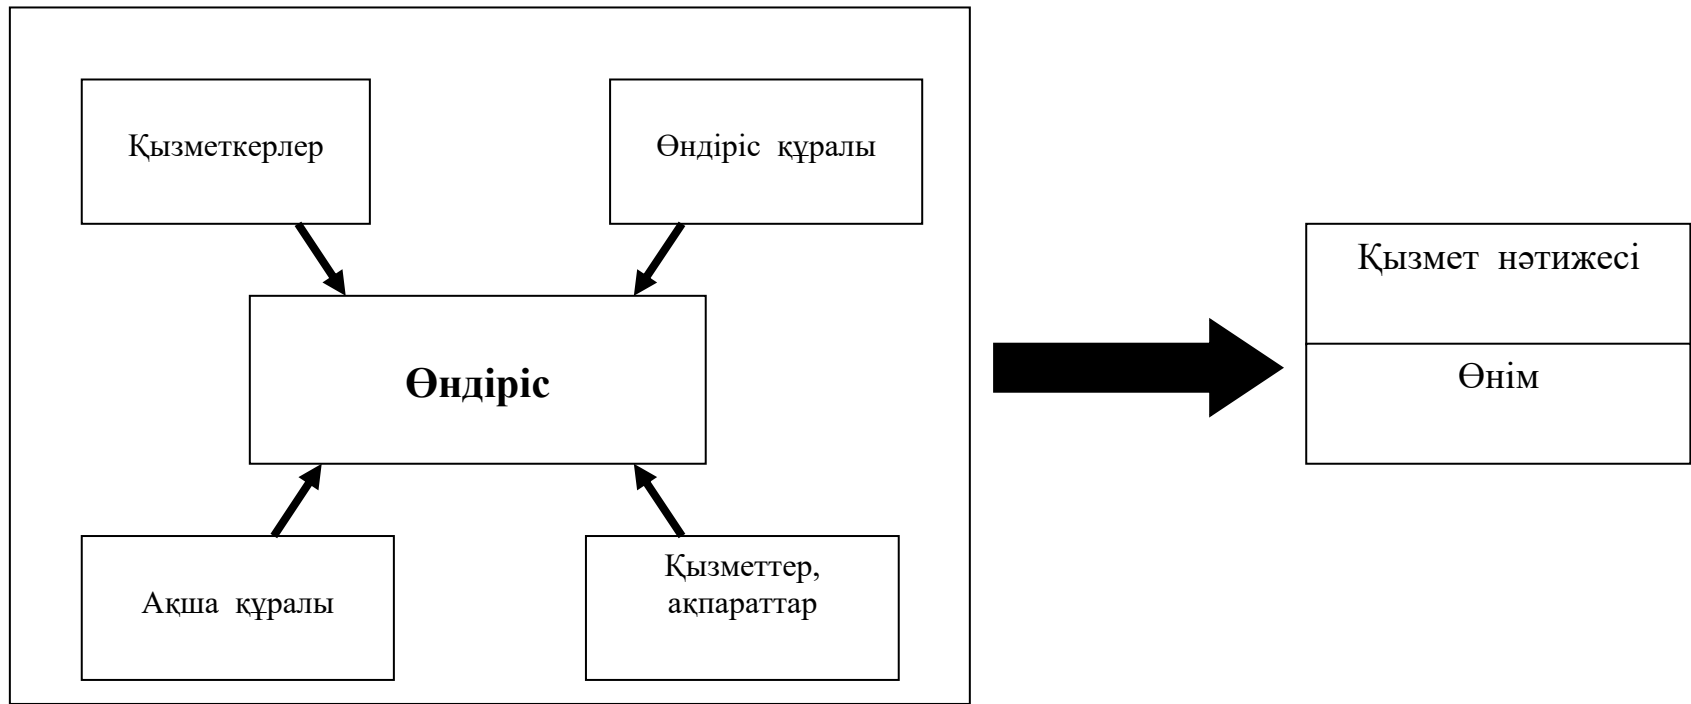 Қызметкерлер
Өндіріс құралы
Өндіріс
Ақша құралы
Қызметтер,
ақпараттар
Қызмет нәтижесі
Өнім